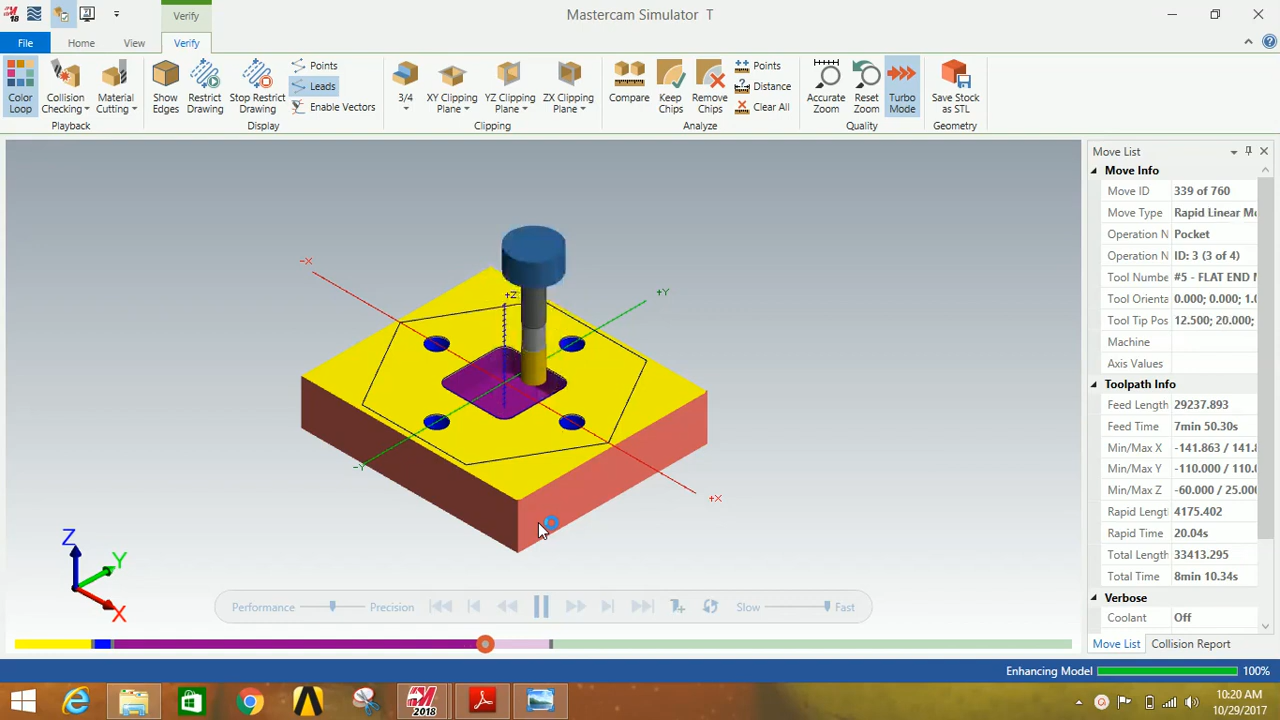 Verify
Mastercam Simulator T
File
Home
View
Verify
Color Loop
Collision Checking
Material Cutting
Playback
Show Edges
Restrict Drawing
Stop Restrict Drawing
Points
Leads
Enable Vectors
Display
3/4
XY Clipping Plane
YZ Clipping Plane
ZX Clipping Plane
Clipping
Compare
Keep Chips
Remove Chips
Points
Distance
Clear All
Analyze
Accurate Zoom
Reset Zoom
Turbo Mode
Quality
Save Stock as STL
Geometry
Move List
Move Info
Move ID 339 of 760
Move Type Rapid Linear Mo
Operation N Pocket
Operation N ID: 3 (3 of 4)
Tool Number #5 - FLAT END N
Tool Orienta 0.000; 0.000; 1.0
Tool Tip Pos 12.500; 20.000;
Machine
Axis Values
Toolpath Info
Feed Length 29237.893
Feed Time 7min 50.30s
Min/Max X -141.863 / 141.8
Min/Max Y -110.000 / 110.0
Min/Max Z -60.000 / 25.000
Rapid Length 4175.402
Rapid Time 20.04s
Total Length 33413.295
Total Time 8min 10.34s
Verbose
Coolant Off
Move List
Collision Report
-X
+Y
+Z
-Y
+X
Z
Y
X
Performance
Precision
Slow
Fast
Enhancing Model 100%
2018
10:20 AM
10/29/2017